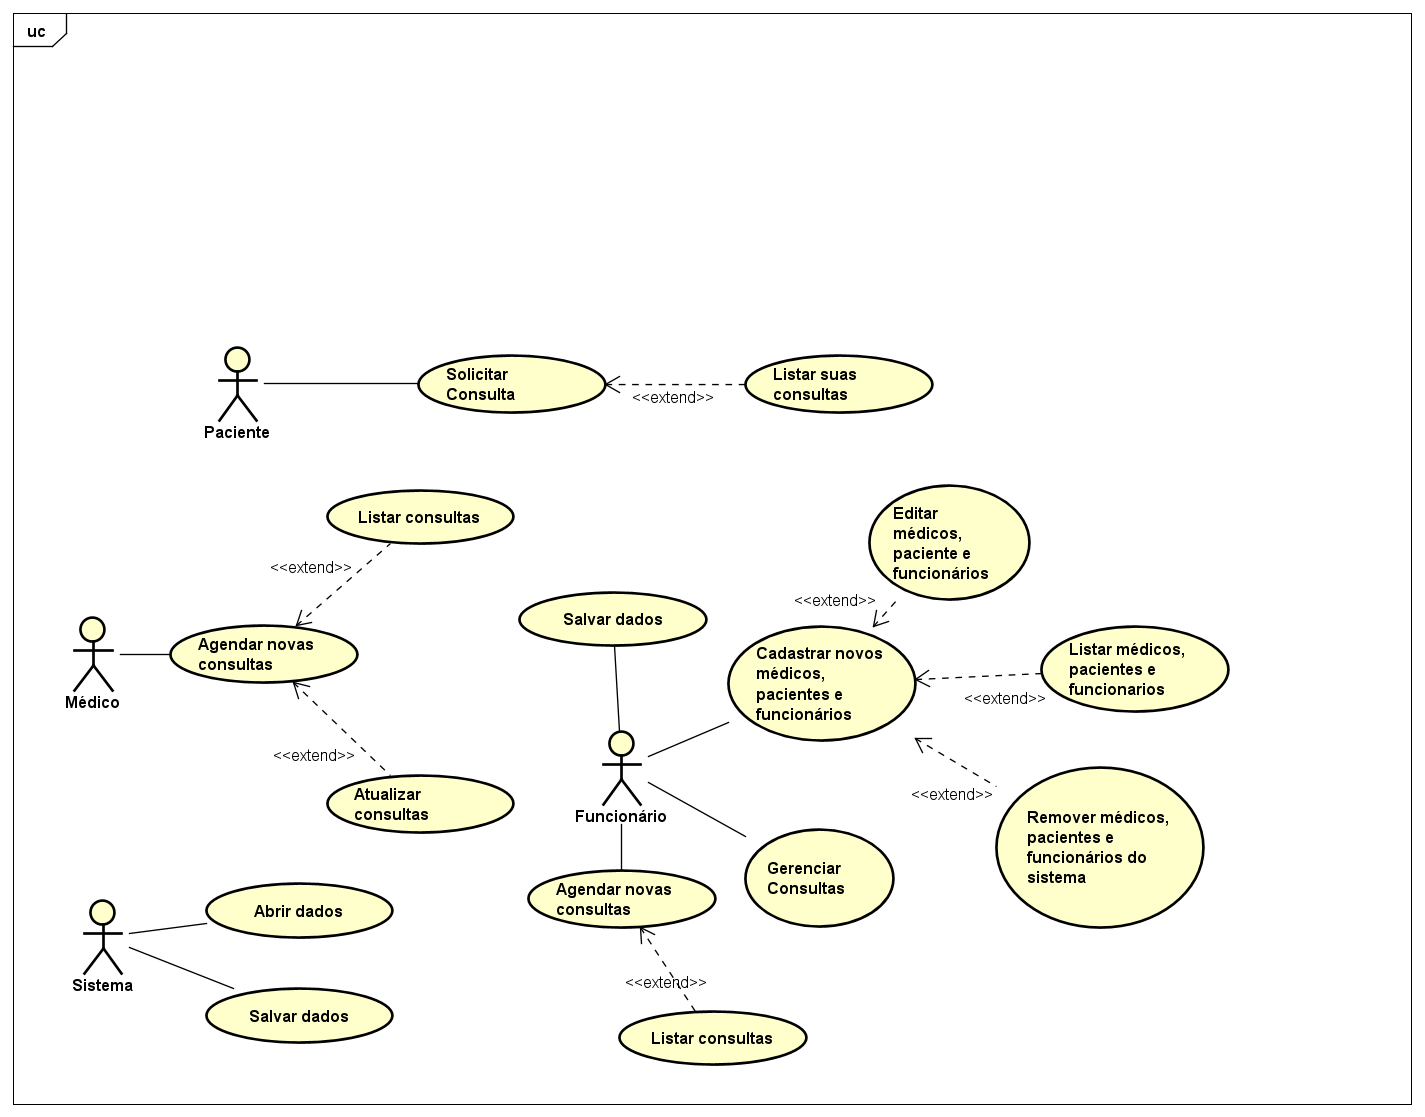 uc
Paciente
Solicitar
Consulta
<<extend>>
Listar suas
consultas
Listar consultas
<<extend>>
Médico
Agendar novas
consultas
<<extend>>
Atualizar
consultas
Editar
médicos,
paciente e
funcionários
<<extend>>
Salvar dados
Cadastrar novos
médicos,
pacientes e
funcionários
Listar médicos,
pacientes e
funcionarios
<<extend>>
<<extend>>
Remover médicos,
pacientes e
funcionários do
sistema
Funcionário
Gerenciar
Consultas
Agendar novas
consultas
<<extend>>
Listar consultas
Abrir dados
Sistema
Salvar dados